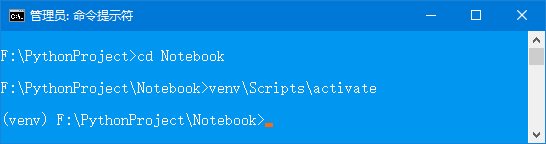 管理员: 命令提示符
F:\PythonProject>cd Notebook
F:\PythonProject\Notebook>venv\Scripts\activate
(venv) F:\PythonProject\Notebook>